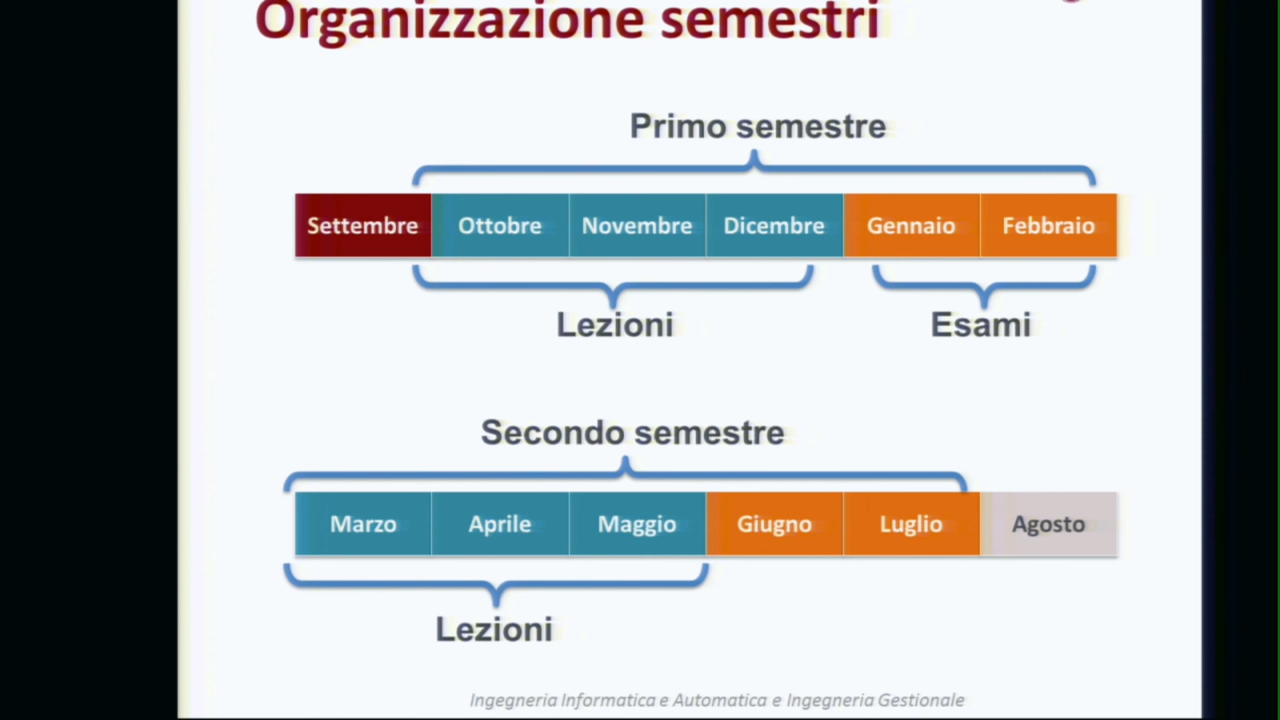 Organizzazione semestri
Primo semestre
Settembre Ottobre Novembre Dicembre Gennaio Febbraio
Lezioni Esami
Secondo semestre
Marzo Aprile Maggio Giugno Luglio Agosto
Lezioni
Ingegneria Informatica e Automatica e Ingegneria Gestionale